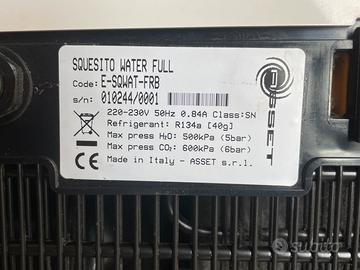 SQUESITO WATER FULL
Code: E-SQWAT-FRB
s/n: 010244/0001
220-230V 50Hz 0.84A Class:SN
Refrigerant: R134a [40g]
Max press H₂O: 500kPa (5bar)
Max press CO₂: 600kPa (6bar)
CE Made in Italy - ASSET s.r.l.
ASSET
subito